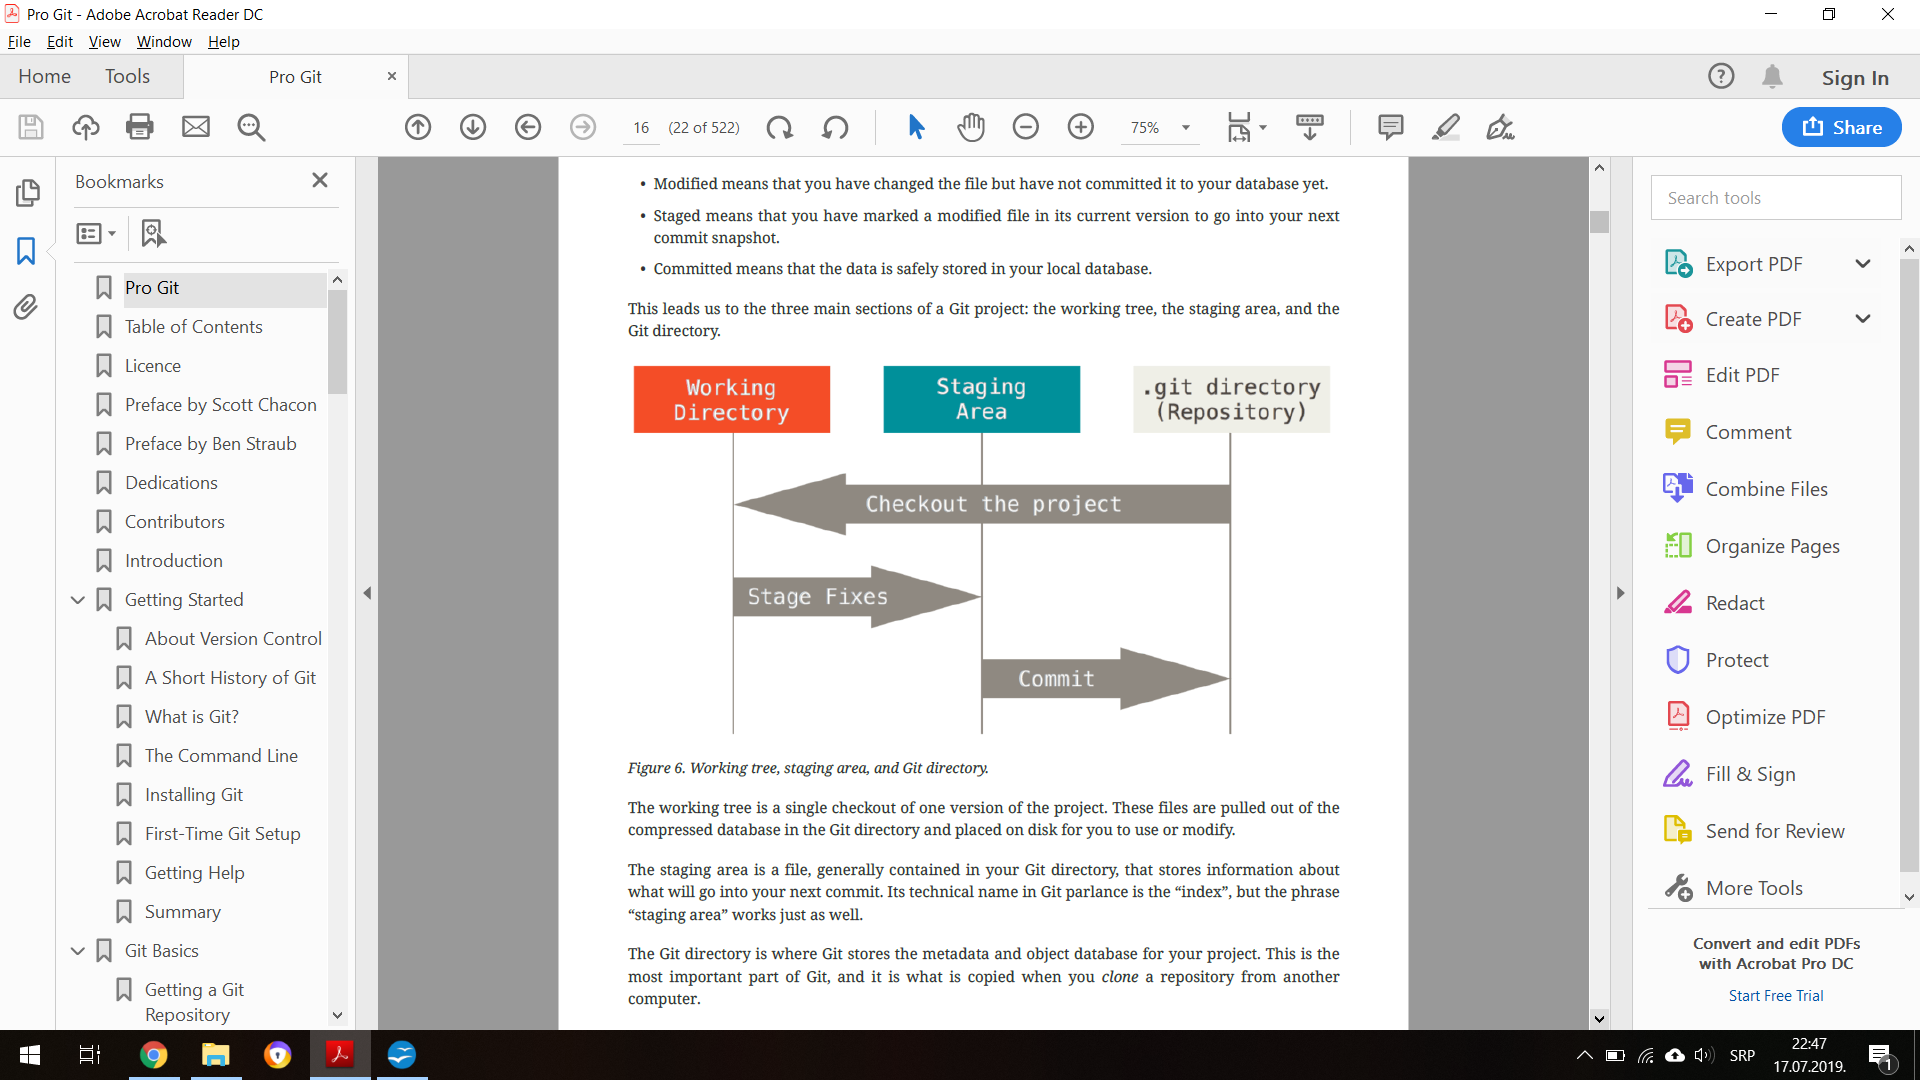 Pro Git - Adobe Acrobat Reader DC
File Edit View Window Help
Home Tools Pro Git Sign In
16 (22 of 522) 75% Share
Bookmarks
Pro Git
Table of Contents
Licence
Preface by Scott Chacon
Preface by Ben Straub
Dedications
Contributors
Introduction
Getting Started
About Version Control
A Short History of Git
What is Git?
The Command Line
Installing Git
First-Time Git Setup
Getting Help
Summary
Git Basics
Getting a Git
Repository
• Modified means that you have changed the file but have not committed it to your database yet.
• Staged means that you have marked a modified file in its current version to go into your next
commit snapshot.
• Committed means that the data is safely stored in your local database.
This leads us to the three main sections of a Git project: the working tree, the staging area, and the
Git directory.
Working
Directory
Staging
Area
.git directory
(Repository)
Checkout the project
Stage Fixes
Commit
Figure 6. Working tree, staging area, and Git directory.
The working tree is a single checkout of one version of the project. These files are pulled out of the
compressed database in the Git directory and placed on disk for you to use or modify.
The staging area is a file, generally contained in your Git directory, that stores information about
what will go into your next commit. Its technical name in Git parlance is the “index”, but the phrase
“staging area” works just as well.
The Git directory is where Git stores the metadata and object database for your project. This is the
most important part of Git, and it is what is copied when you clone a repository from another
computer.
Search tools
Export PDF
Create PDF
Edit PDF
Comment
Combine Files
Organize Pages
Redact
Protect
Optimize PDF
Fill & Sign
Send for Review
More Tools
Convert and edit PDFs
with Acrobat Pro DC
Start Free Trial
SRP
22:47
17.07.2019.
1